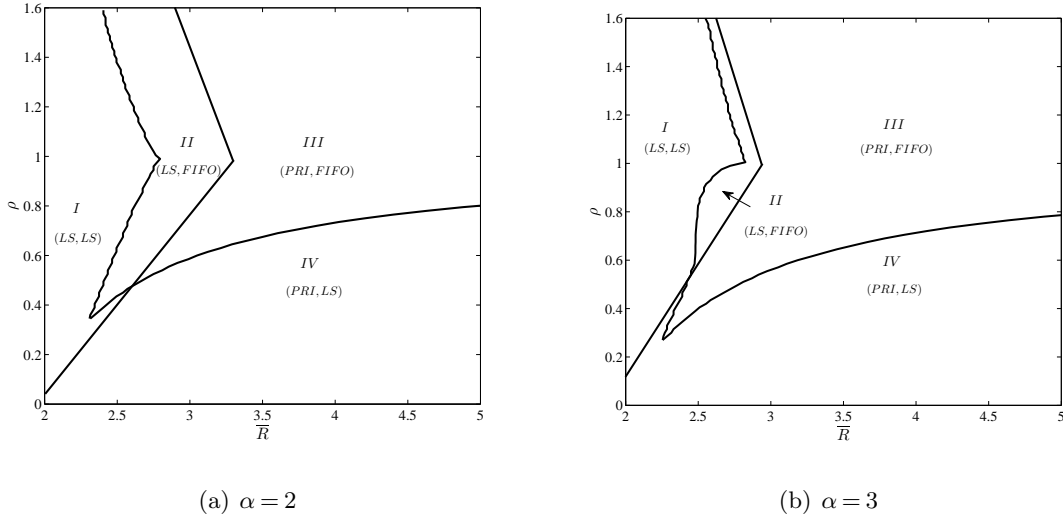 1.6
1.4
1.2
1
0.8
0.6
0.4
0.2
0
ρ
2
2.5
3
3.5
4
4.5
5
R̅
I
(LS, LS)
II
(LS, FIFO)
III
(PRI, FIFO)
IV
(PRI, LS)
(a) α = 2
1.6
1.4
1.2
1
0.8
0.6
0.4
0.2
0
ρ
2
2.5
3
3.5
4
4.5
5
R̅
I
(LS, LS)
II
(LS, FIFO)
III
(PRI, FIFO)
IV
(PRI, LS)
(b) α = 3